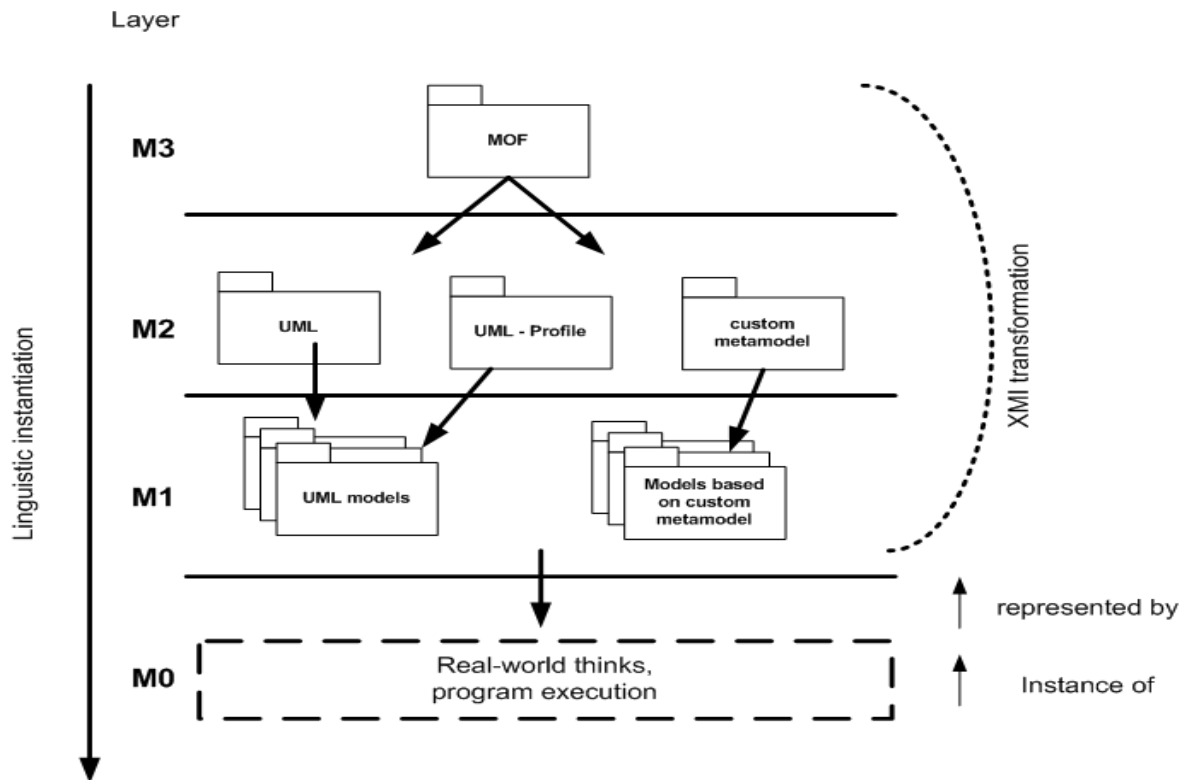 Layer
M3
MOF
M2
UML
UML - Profile
custom
metamodel
M1
UML models
Models based
on custom
metamodel
M0
Real-world thinks,
program execution
Linguistic instantiation
XMI transformation
represented by
Instance of